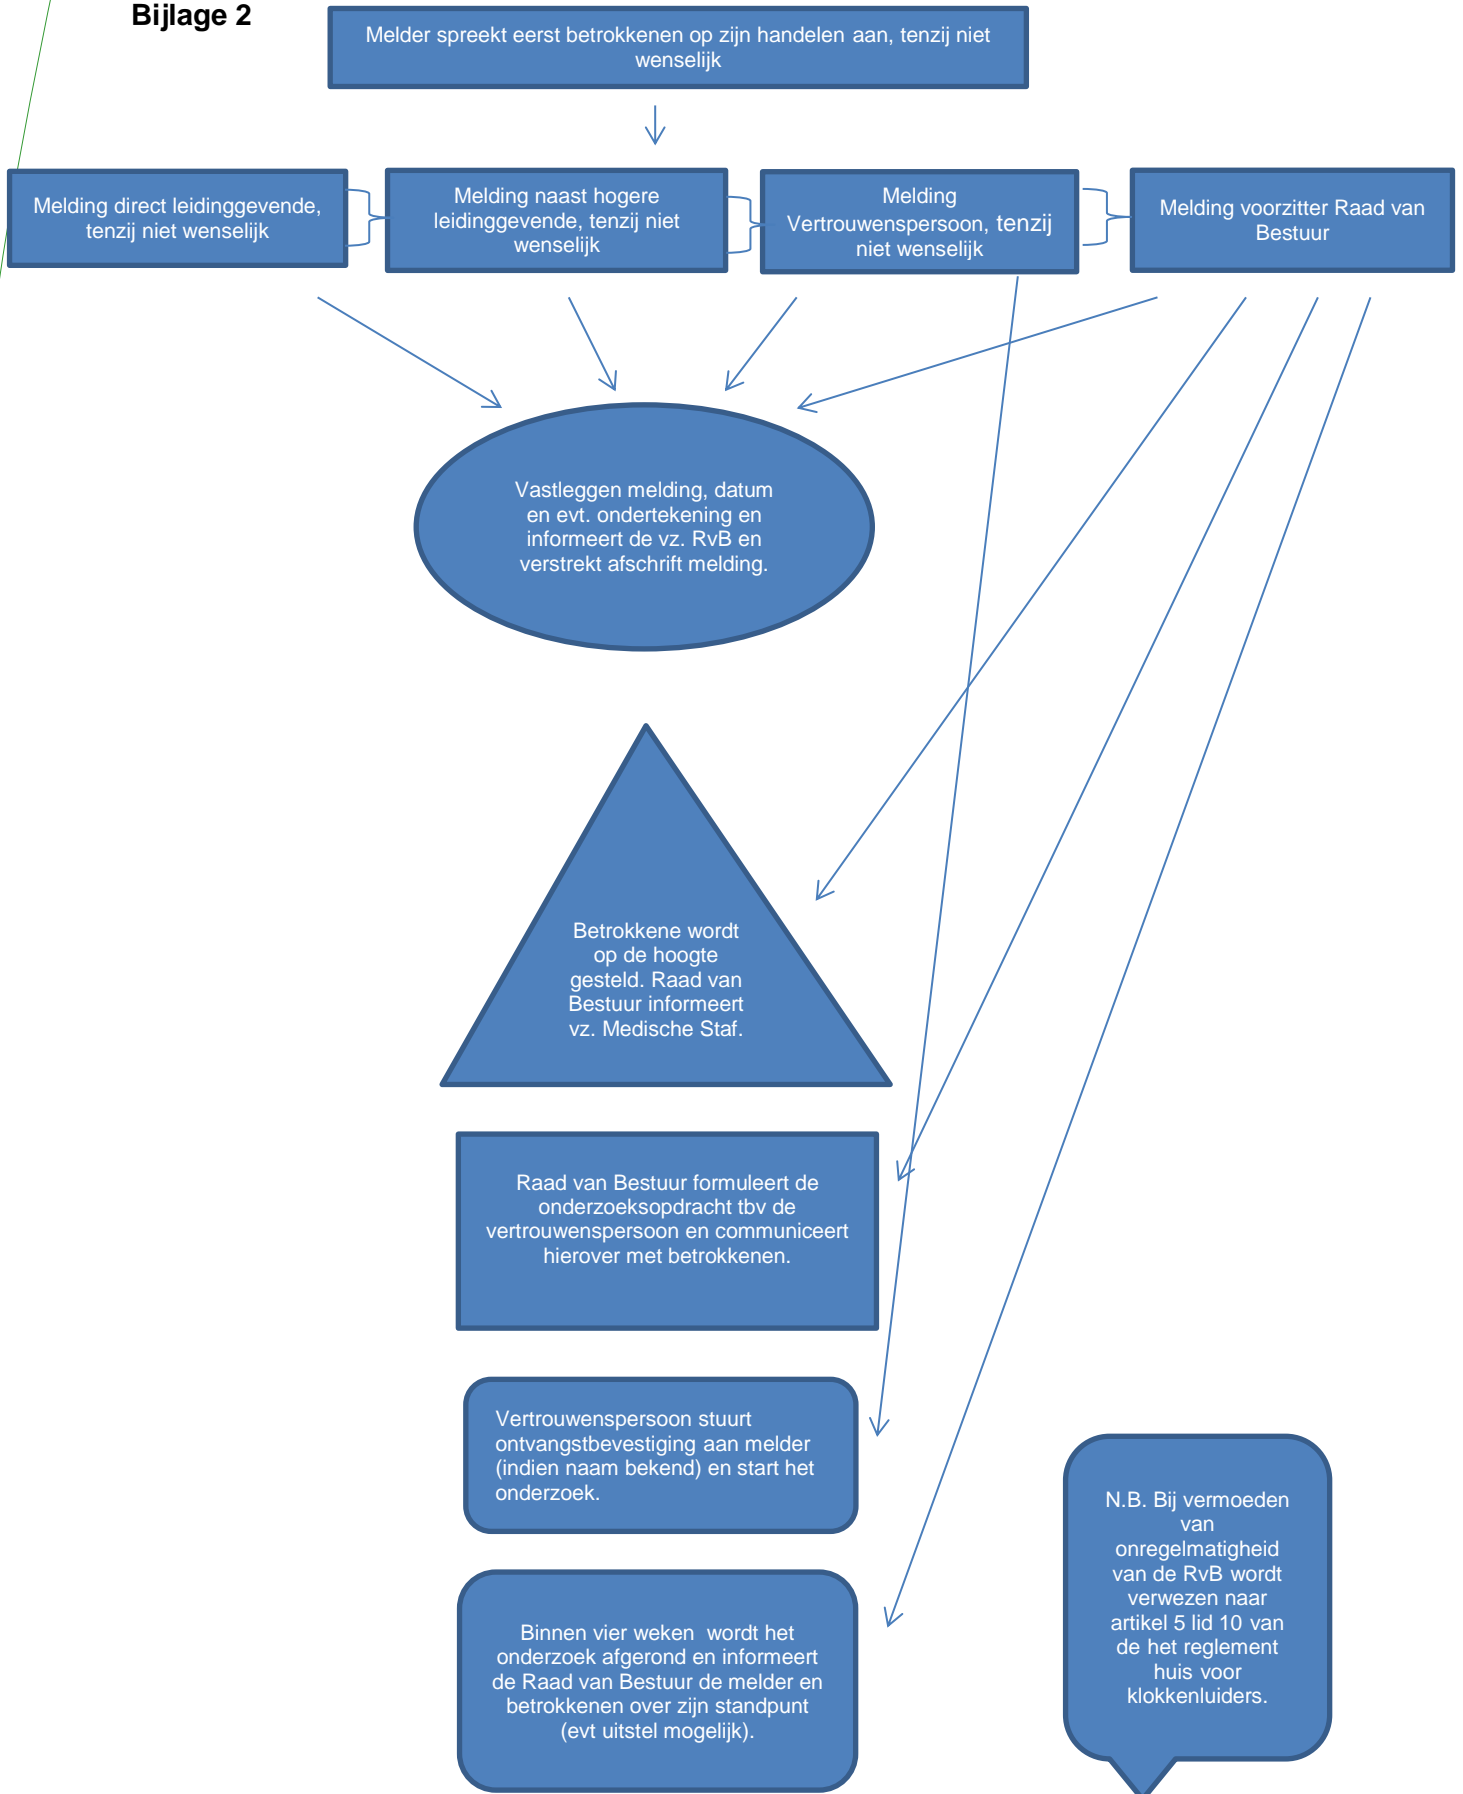 Bijlage 2
Melder spreekt eerst betrokkenen op zijn handelen aan, tenzij niet
wenselijk
Melding direct leidinggevende,
tenzij niet wenselijk
Melding naast hogere
leidinggevende, tenzij niet
wenselijk
Melding
Vertrouwenspersoon, tenzij
niet wenselijk
Melding voorzitter Raad van
Bestuur
Vastleggen melding, datum
en evt. ondertekening en
informeert de vz. RvB en
verstrekt afschrift melding.
Betrokkene wordt
op de hoogte
gesteld. Raad van
Bestuur informeert
vz. Medische Staf.
Raad van Bestuur formuleert de
onderzoeksopdracht tbv de
vertrouwenspersoon en communiceert
hierover met betrokkenen.
Vertrouwenspersoon stuurt
ontvangstbevestiging aan melder
(indien naam bekend) en start het
onderzoek.
Binnen vier weken  wordt het
onderzoek afgerond en informeert
de Raad van Bestuur de melder en
betrokkenen over zijn standpunt
(evt uitstel mogelijk).
N.B. Bij vermoeden
van
onregelmatigheid
van de RvB wordt
verwezen naar
artikel 5 lid 10 van
de het reglement
huis voor
klokkenluiders.